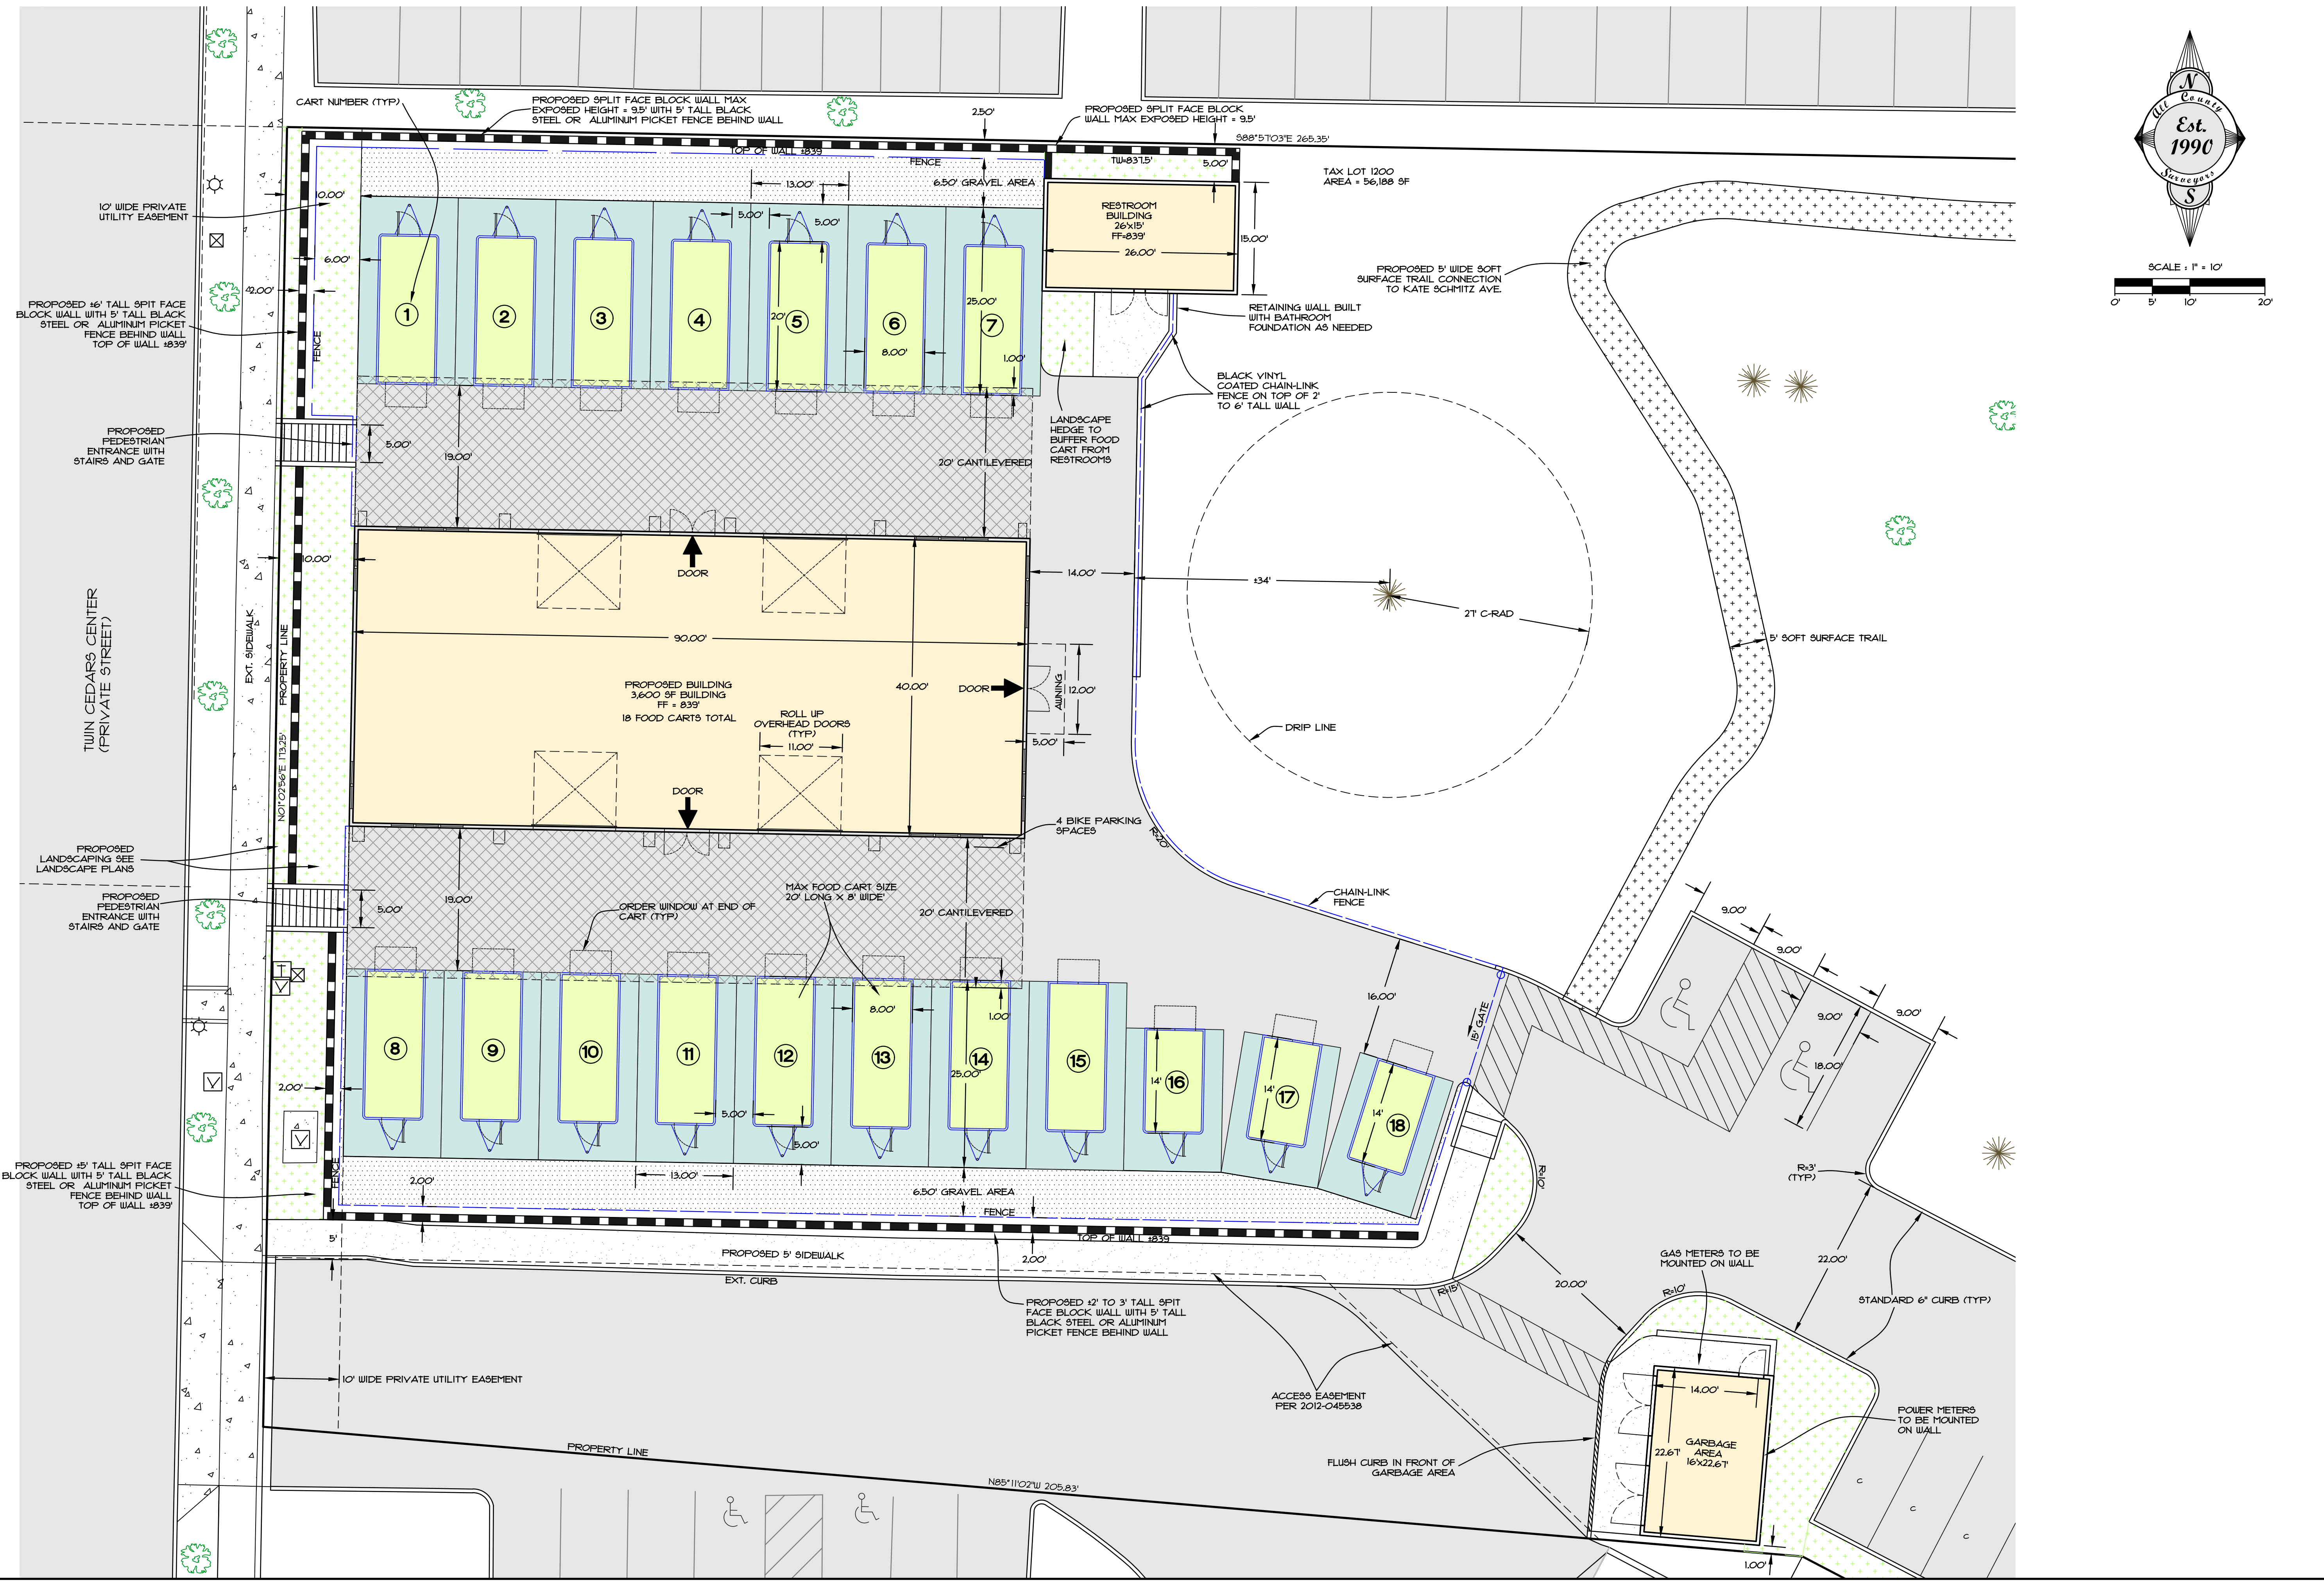 CART NUMBER (TYP)
PROPOSED SPLIT FACE BLOCK WALL MAX
EXPOSED HEIGHT = 9.5' WITH 5' TALL BLACK
STEEL OR ALUMINUM PICKET FENCE BEHIND WALL
2.50'
PROPOSED SPLIT FACE BLOCK
WALL MAX EXPOSED HEIGHT = 9.5'
S88°57'03"E 265.35'
TOP OF WALL ±839
FENCE
TW=837.5'
5.00'
TAX LOT 1200
AREA = 56,188 SF
N
All County
Est.
1990
Surveyors
S
SCALE : 1" = 10'
0'
5'
10'
20'
10' WIDE PRIVATE
UTILITY EASEMENT
10.00'
13.00'
6.50' GRAVEL AREA
5.00'
5.00'
RESTROOM
BUILDING
26'x15'
FF=839'
26.00'
15.00'
6.00'
2.00'
PROPOSED ±6' TALL SPIT FACE
BLOCK WALL WITH 5' TALL BLACK
STEEL OR ALUMINUM PICKET
FENCE BEHIND WALL
TOP OF WALL ±839'
FENCE
1
2
3
4
20'
5
6
25.00'
7
8.00'
1.00'
PROPOSED 5' WIDE SOFT
SURFACE TRAIL CONNECTION
TO KATE SCHMITZ AVE.
RETAINING WALL BUILT
WITH BATHROOM
FOUNDATION AS NEEDED
BLACK VINYL
COATED CHAIN-LINK
FENCE ON TOP OF 2'
TO 6' TALL WALL
LANDSCAPE
HEDGE TO
BUFFER FOOD
CART FROM
RESTROOMS
PROPOSED
PEDESTRIAN
ENTRANCE WITH
STAIRS AND GATE
5.00'
19.00'
20' CANTILEVERED
10.00'
DOOR
14.00'
±34'
27' C-RAD
TWIN CEDARS CENTER
(PRIVATE STREET)
EXT. SIDEWALK
PROPERTY LINE
N01°02'56"E 173.25'
90.00'
40.00'
PROPOSED BUILDING
3,600 SF BUILDING
FF = 839'
18 FOOD CARTS TOTAL
ROLL UP
OVERHEAD DOORS
(TYP)
11.00'
DOOR
AWNING
12.00'
5.00'
DRIP LINE
5' SOFT SURFACE TRAIL
DOOR
4 BIKE PARKING
SPACES
R=20'
PROPOSED
LANDSCAPING SEE
LANDSCAPE PLANS
PROPOSED
PEDESTRIAN
ENTRANCE WITH
STAIRS AND GATE
5.00'
19.00'
ORDER WINDOW AT END OF
CART (TYP)
MAX FOOD CART SIZE
20' LONG X 8' WIDE'
20' CANTILEVERED
CHAIN-LINK
FENCE
9.00'
9.00'
9.00'
9.00'
18.00'
16.00'
15' GATE
8.00'
1.00'
8
9
10
11
12
13
14
25.00'
15
14'
16
14'
17
14'
18
2.00'
5.00'
5.00'
PROPOSED ±5' TALL SPIT FACE
BLOCK WALL WITH 5' TALL BLACK
STEEL OR ALUMINUM PICKET
FENCE BEHIND WALL
TOP OF WALL ±839'
FENCE
2.00'
13.00'
6.50' GRAVEL AREA
FENCE
R=10'
R=3'
(TYP)
5'
PROPOSED 5' SIDEWALK
TOP OF WALL ±839
2.00'
EXT. CURB
R=15'
20.00'
22.00'
GAS METERS TO BE
MOUNTED ON WALL
R=10'
STANDARD 6" CURB (TYP)
PROPOSED ±2' TO 3' TALL SPIT
FACE BLOCK WALL WITH 5' TALL
BLACK STEEL OR ALUMINUM
PICKET FENCE BEHIND WALL
10' WIDE PRIVATE UTILITY EASEMENT
ACCESS EASEMENT
PER 2012-045538
14.00'
POWER METERS
TO BE MOUNTED
ON WALL
PROPERTY LINE
N85°11'02"W 205.83'
FLUSH CURB IN FRONT OF
GARBAGE AREA
22.67'
GARBAGE
AREA
16'x22.67'
C
C
C
1.00'